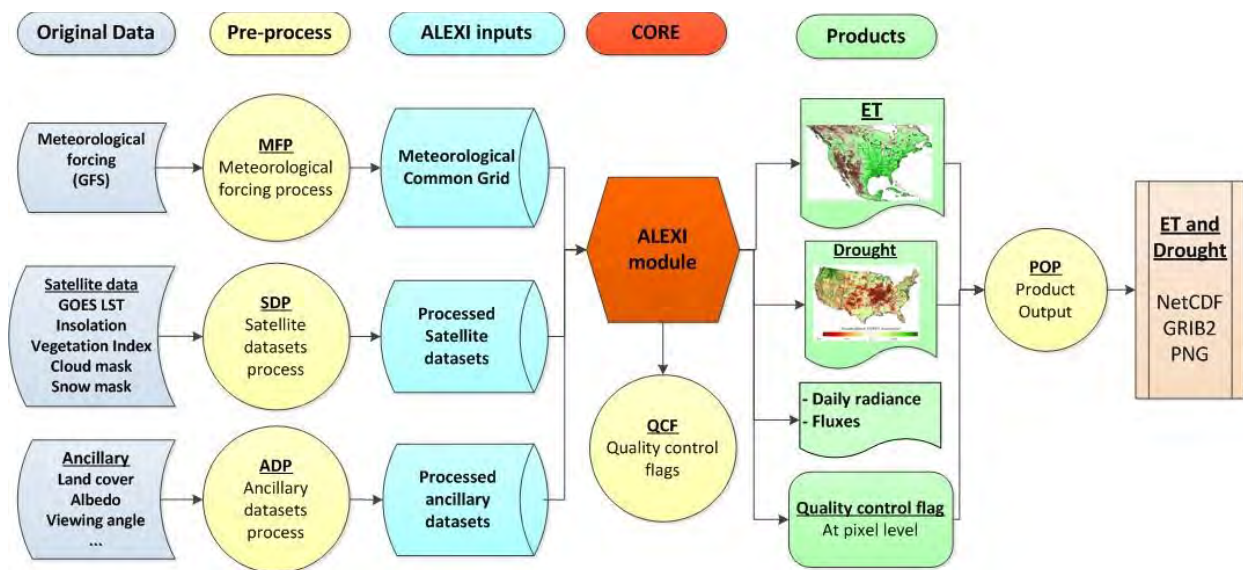 Original Data
Pre-process
ALEXI inputs
CORE
Products
Meteorological
forcing
(GFS)
MFP
Meteorological
forcing process
Meteorological
Common Grid
Satellite data
GOES LST
Insolation
Vegetation Index
Cloud mask
Snow mask
SDP
Satellite
datasets
process
Processed
Satellite
datasets
Ancillary
Land cover
Albedo
Viewing angle
...
ADP
Ancillary
datasets
process
Processed
ancillary
datasets
ALEXI
module
QCF
Quality control
flags
ET
Drought
- Daily radiance
- Fluxes
Quality control flag
At pixel level
POP
Product
Output
ET and
Drought
NetCDF
GRIB2
PNG